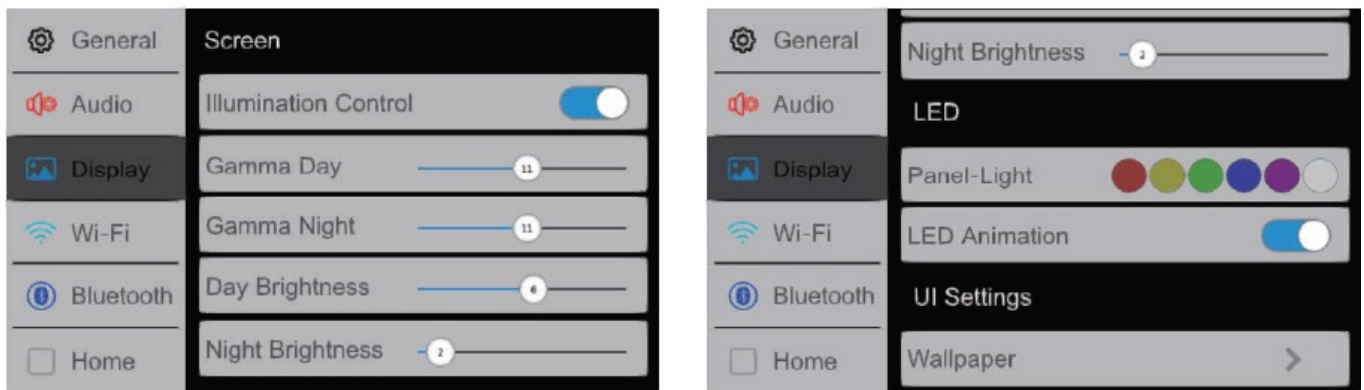 General
Audio
Display
Wi-Fi
Bluetooth
Home
Screen
Illumination Control
Gamma Day 11
Gamma Night 11
Day Brightness 6
Night Brightness 2
General
Audio
Display
Wi-Fi
Bluetooth
Home
Night Brightness 2
LED
Panel-Light
LED Animation
UI Settings
Wallpaper